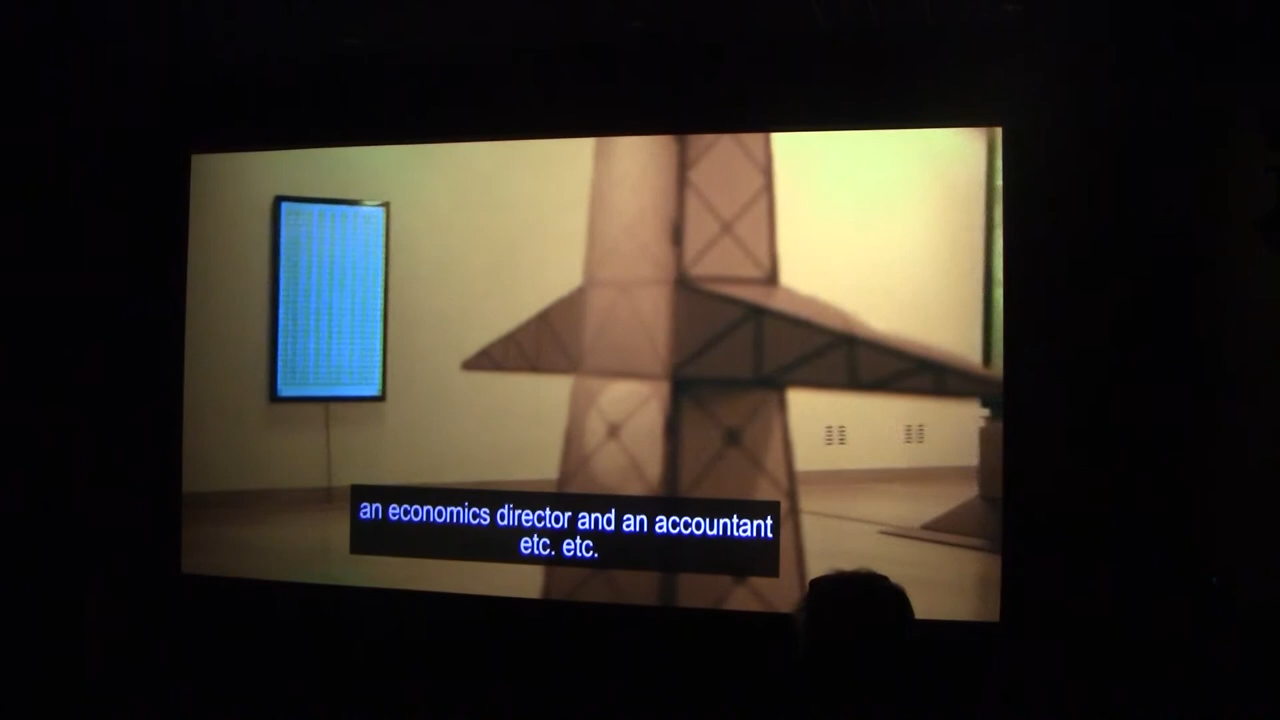 an economics director and an accountant
etc. etc.